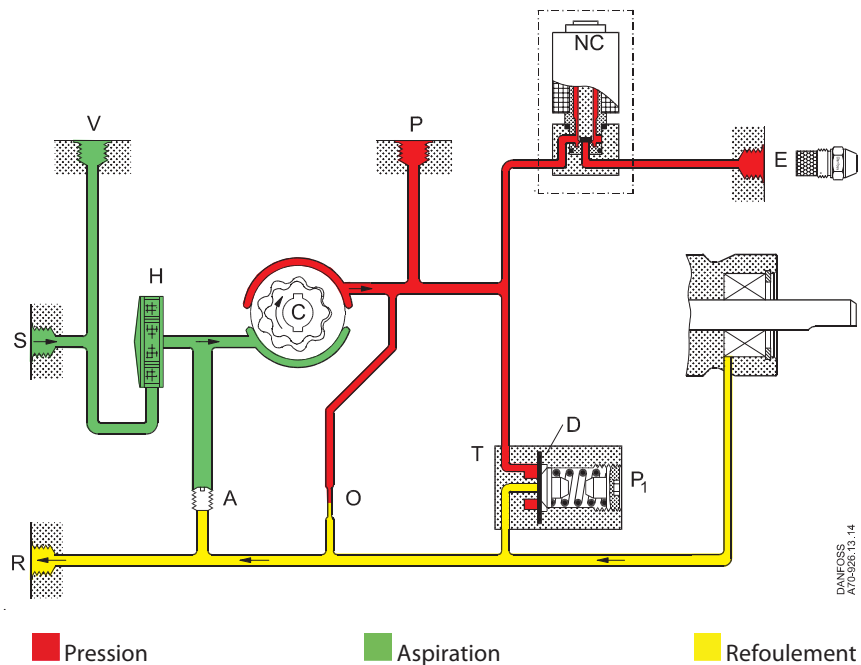 NC
V
P
E
H
C
S
D
T
P1
A
O
R
DANFOSS
A70-926.13.14
Pression
Aspiration
Refoulement